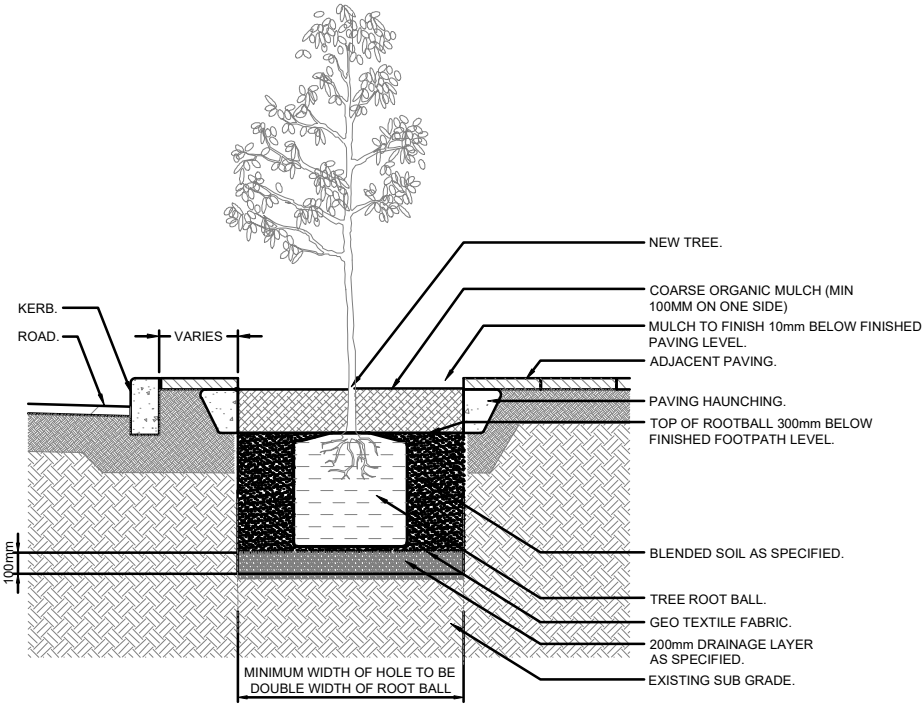 NEW TREE.
COARSE ORGANIC MULCH (MIN
100MM ON ONE SIDE)
KERB.
MULCH TO FINISH 10mm BELOW FINISHED
PAVING LEVEL.
ROAD.
VARIES
ADJACENT PAVING.
PAVING HAUNCHING.
TOP OF ROOTBALL 300mm BELOW
FINISHED FOOTPATH LEVEL.
BLENDED SOIL AS SPECIFIED.
100mm
TREE ROOT BALL.
GEO TEXTILE FABRIC.
200mm DRAINAGE LAYER
AS SPECIFIED.
MINIMUM WIDTH OF HOLE TO BE
DOUBLE WIDTH OF ROOT BALL
EXISTING SUB GRADE.